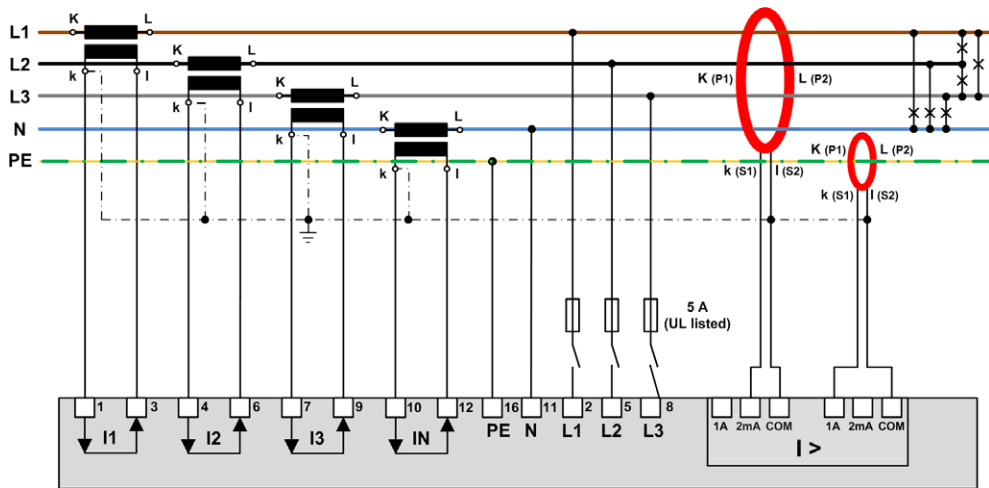 K L
L1
K L
L2
K (P1) L (P2)
k l
K L
L3
k l
K L
N
k l
K (P1) L (P2)
PE
k l
k (S1) l (S2)
k (S1) l (S2)
5 A
(UL listed)
1 3 4 6 7 9 10 12 16 11 2 5 8
I1 I2 I3 IN PE N L1 L2 L3
1A 2mA COM 1A 2mA COM
I >